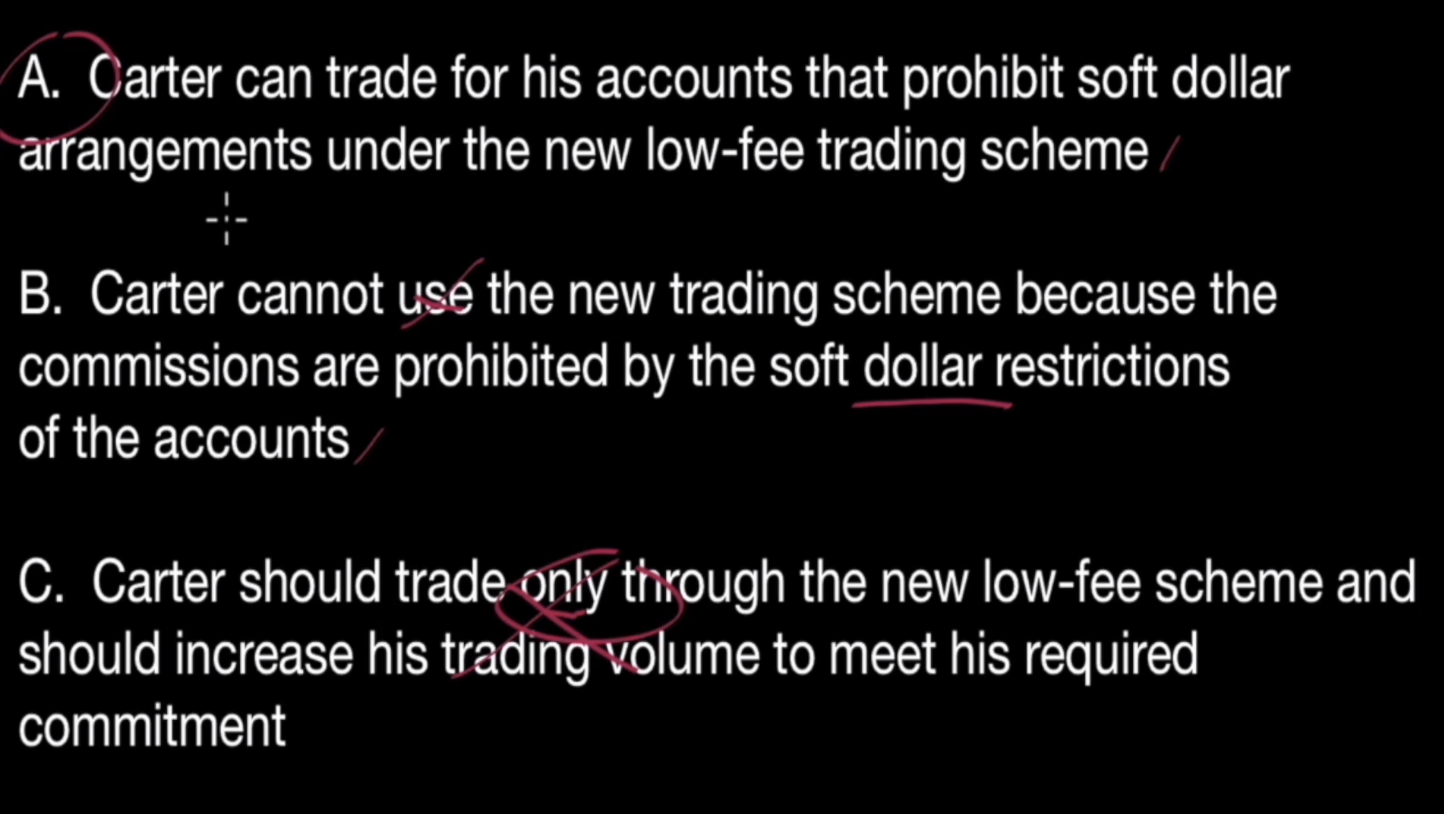 A. Carter can trade for his accounts that prohibit soft dollar
arrangements under the new low-fee trading scheme
B. Carter cannot use the new trading scheme because the
commissions are prohibited by the soft dollar restrictions
of the accounts
C. Carter should trade only through the new low-fee scheme and
should increase his trading volume to meet his required
commitment